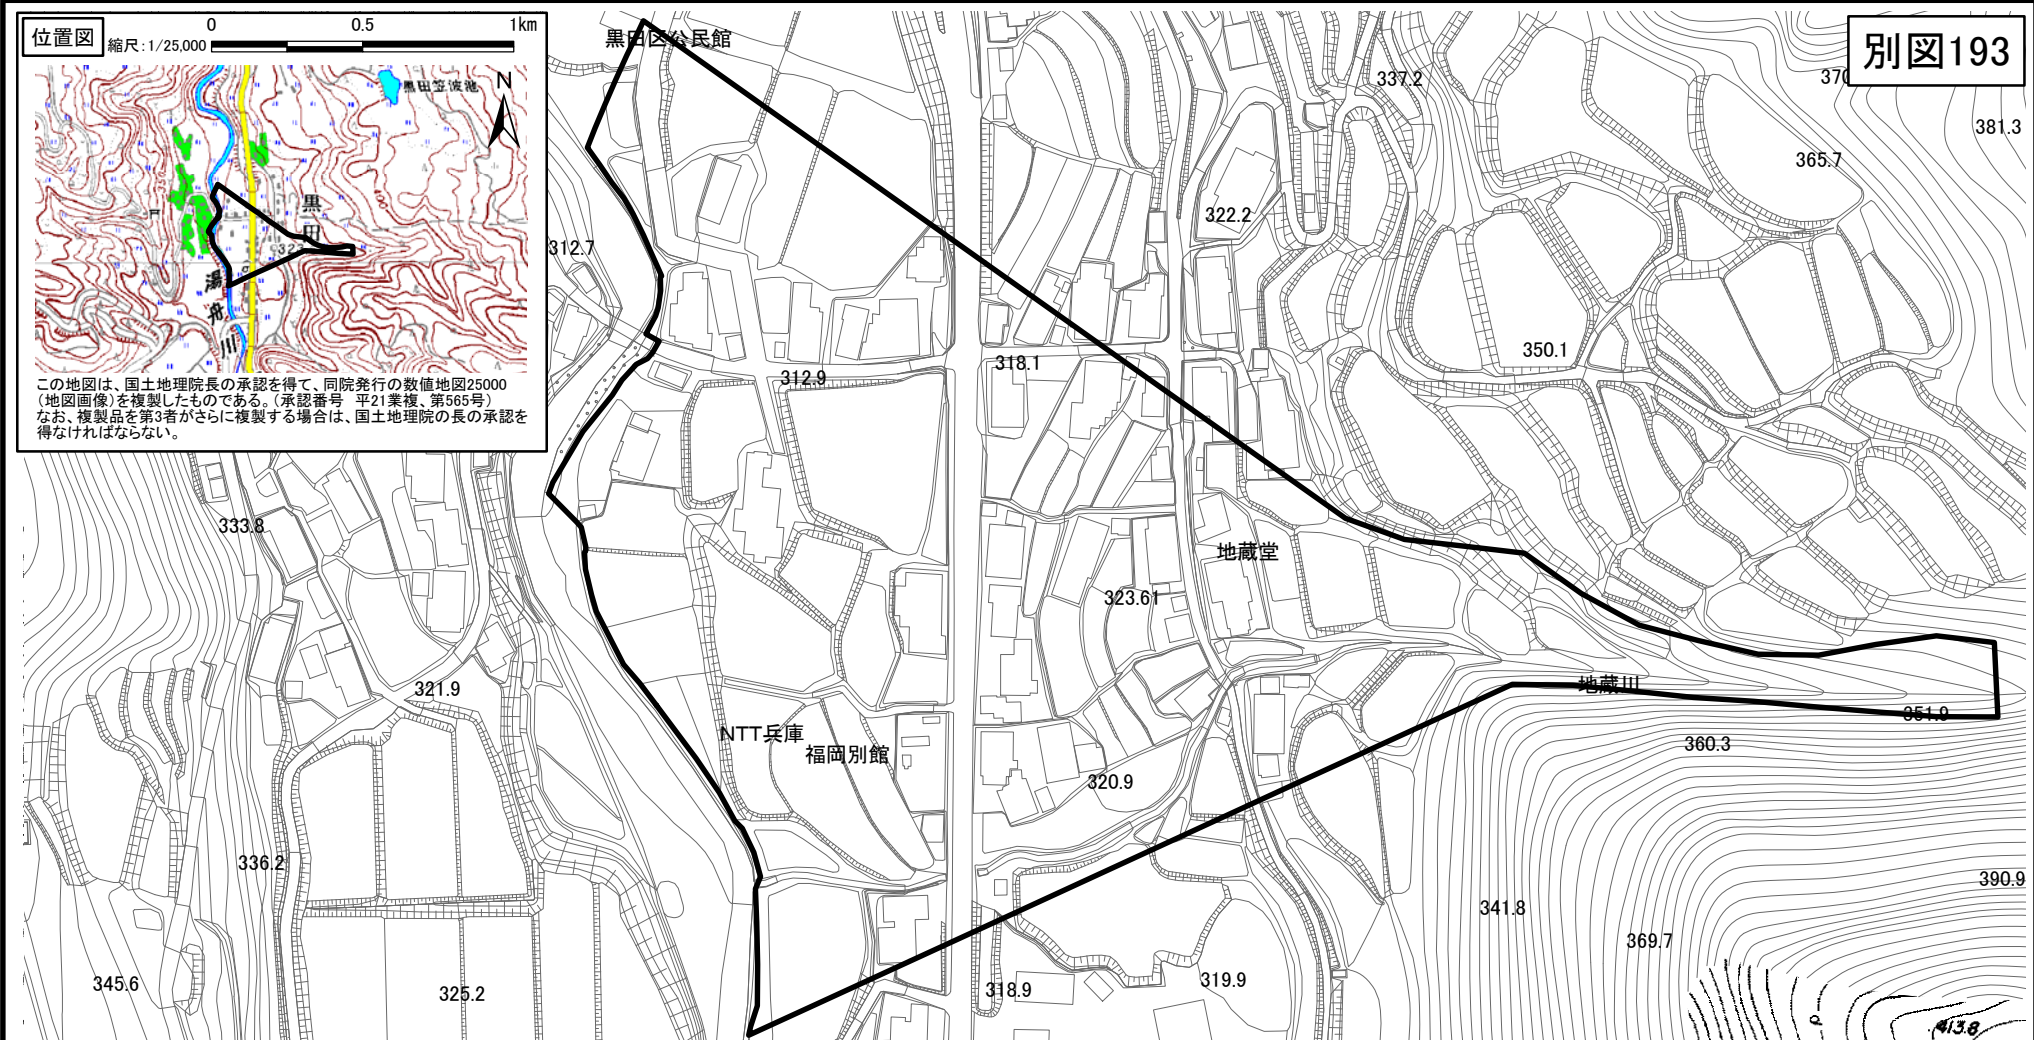 位置図
縮尺:1/25,000
0 0.5 1km
N
黒田笠波池
黒田
323
湯舟川
この地図は、国土地理院長の承認を得て、同院発行の数値地図25000
(地図画像)を複製したものである。(承認番号 平21業複、第565号)
なお、複製品を第3者がさらに複製する場合は、国土地理院の長の承認を
得なければならない。
別図193
黒田区公民館
337.2
370
381.3
365.7
322.2
312.7
350.1
318.1
312.9
333.8
地蔵堂
323.61
321.9
地蔵川
351.9
NTT兵庫
福岡別館
360.3
320.9
336.2
390.9
341.8
369.7
345.6
325.2
318.9
319.9
413.8